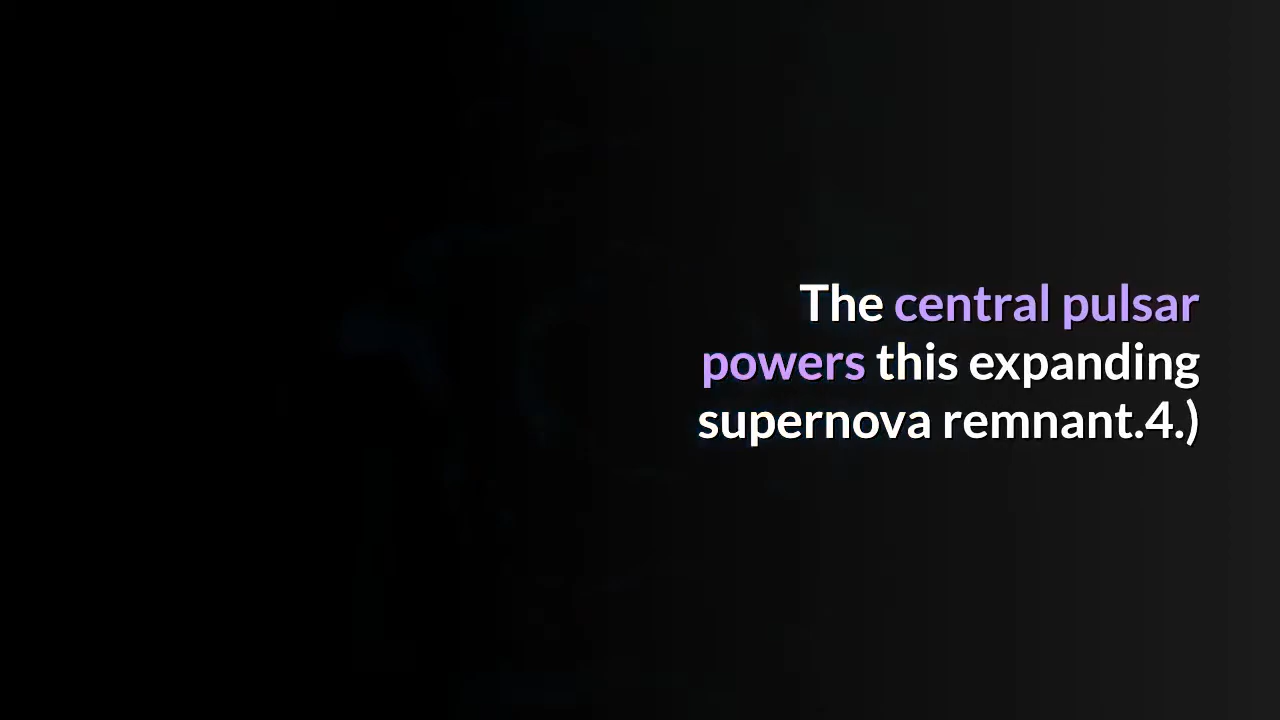 The central pulsar
powers this expanding
supernova remnant.4.)